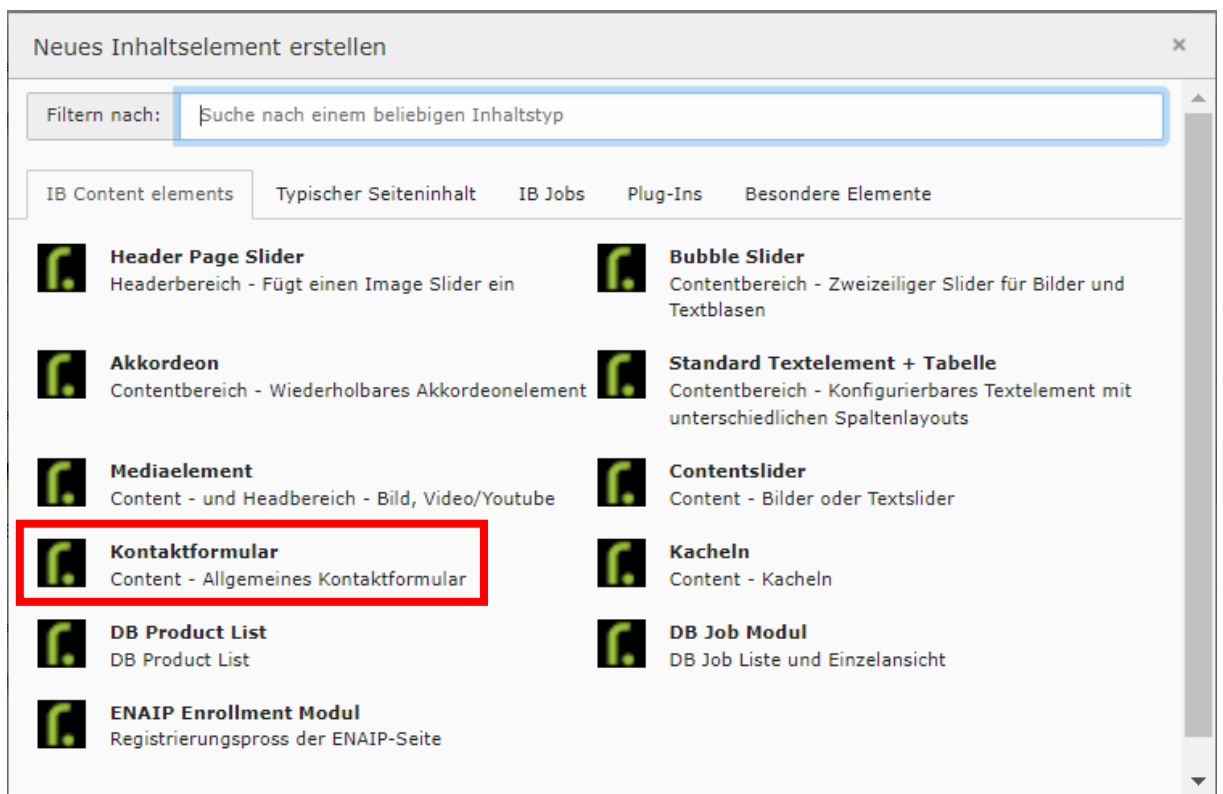 Neues Inhaltselement erstellen ×
Filtern nach: Suche nach einem beliebigen Inhaltstyp
IB Content elements Typischer Seiteninhalt IB Jobs Plug-Ins Besondere Elemente
Header Page Slider
Headerbereich - Fügt einen Image Slider ein
Bubble Slider
Contentbereich - Zweizeiliger Slider für Bilder und
Textblasen
Akkordeon
Contentbereich - Wiederholbares Akkordeonelement
Standard Textelement + Tabelle
Contentbereich - Konfigurierbares Textelement mit
unterschiedlichen Spaltenlayouts
Mediaelement
Content - und Headbereich - Bild, Video/Youtube
Contentslider
Content - Bilder oder Textslider
Kontaktformular
Content - Allgemeines Kontaktformular
Kacheln
Content - Kacheln
DB Product List
DB Product List
DB Job Modul
DB Job Liste und Einzelansicht
ENAIP Enrollment Modul
Registrierungspross der ENAIP-Seite